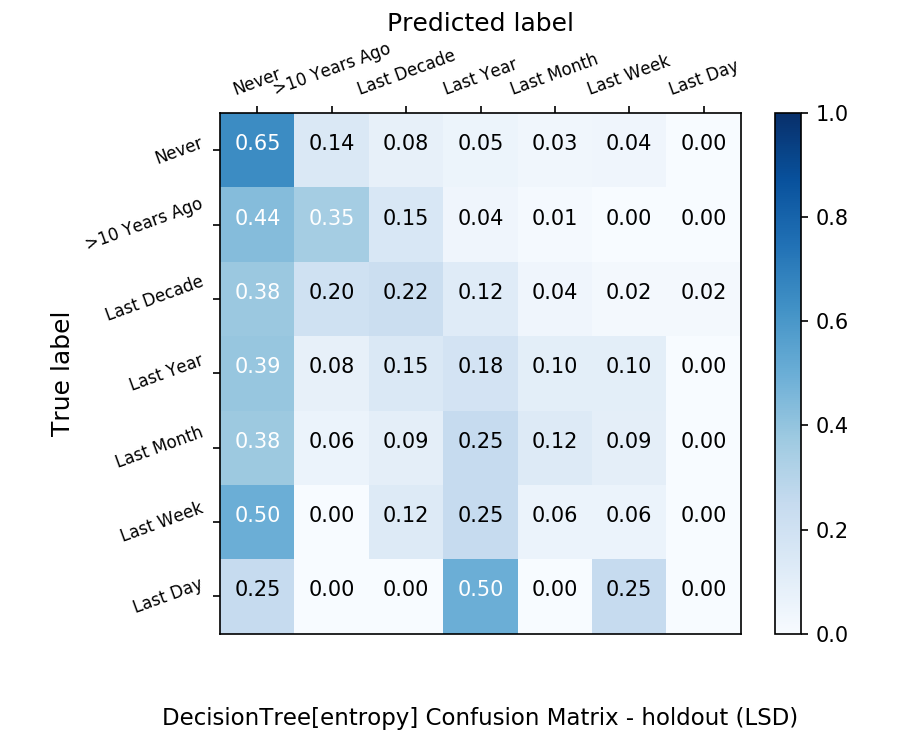 Predicted label
Never >10 Years Ago Last Decade Last Year Last Month Last Week Last Day
True label
Never 0.65 0.14 0.08 0.05 0.03 0.04 0.00
>10 Years Ago 0.44 0.35 0.15 0.04 0.01 0.00 0.00
Last Decade 0.38 0.20 0.22 0.12 0.04 0.02 0.02
Last Year 0.39 0.08 0.15 0.18 0.10 0.10 0.00
Last Month 0.38 0.06 0.09 0.25 0.12 0.09 0.00
Last Week 0.50 0.00 0.12 0.25 0.06 0.06 0.00
Last Day 0.25 0.00 0.00 0.50 0.00 0.25 0.00
1.0
0.8
0.6
0.4
0.2
0.0
DecisionTree[entropy] Confusion Matrix - holdout (LSD)